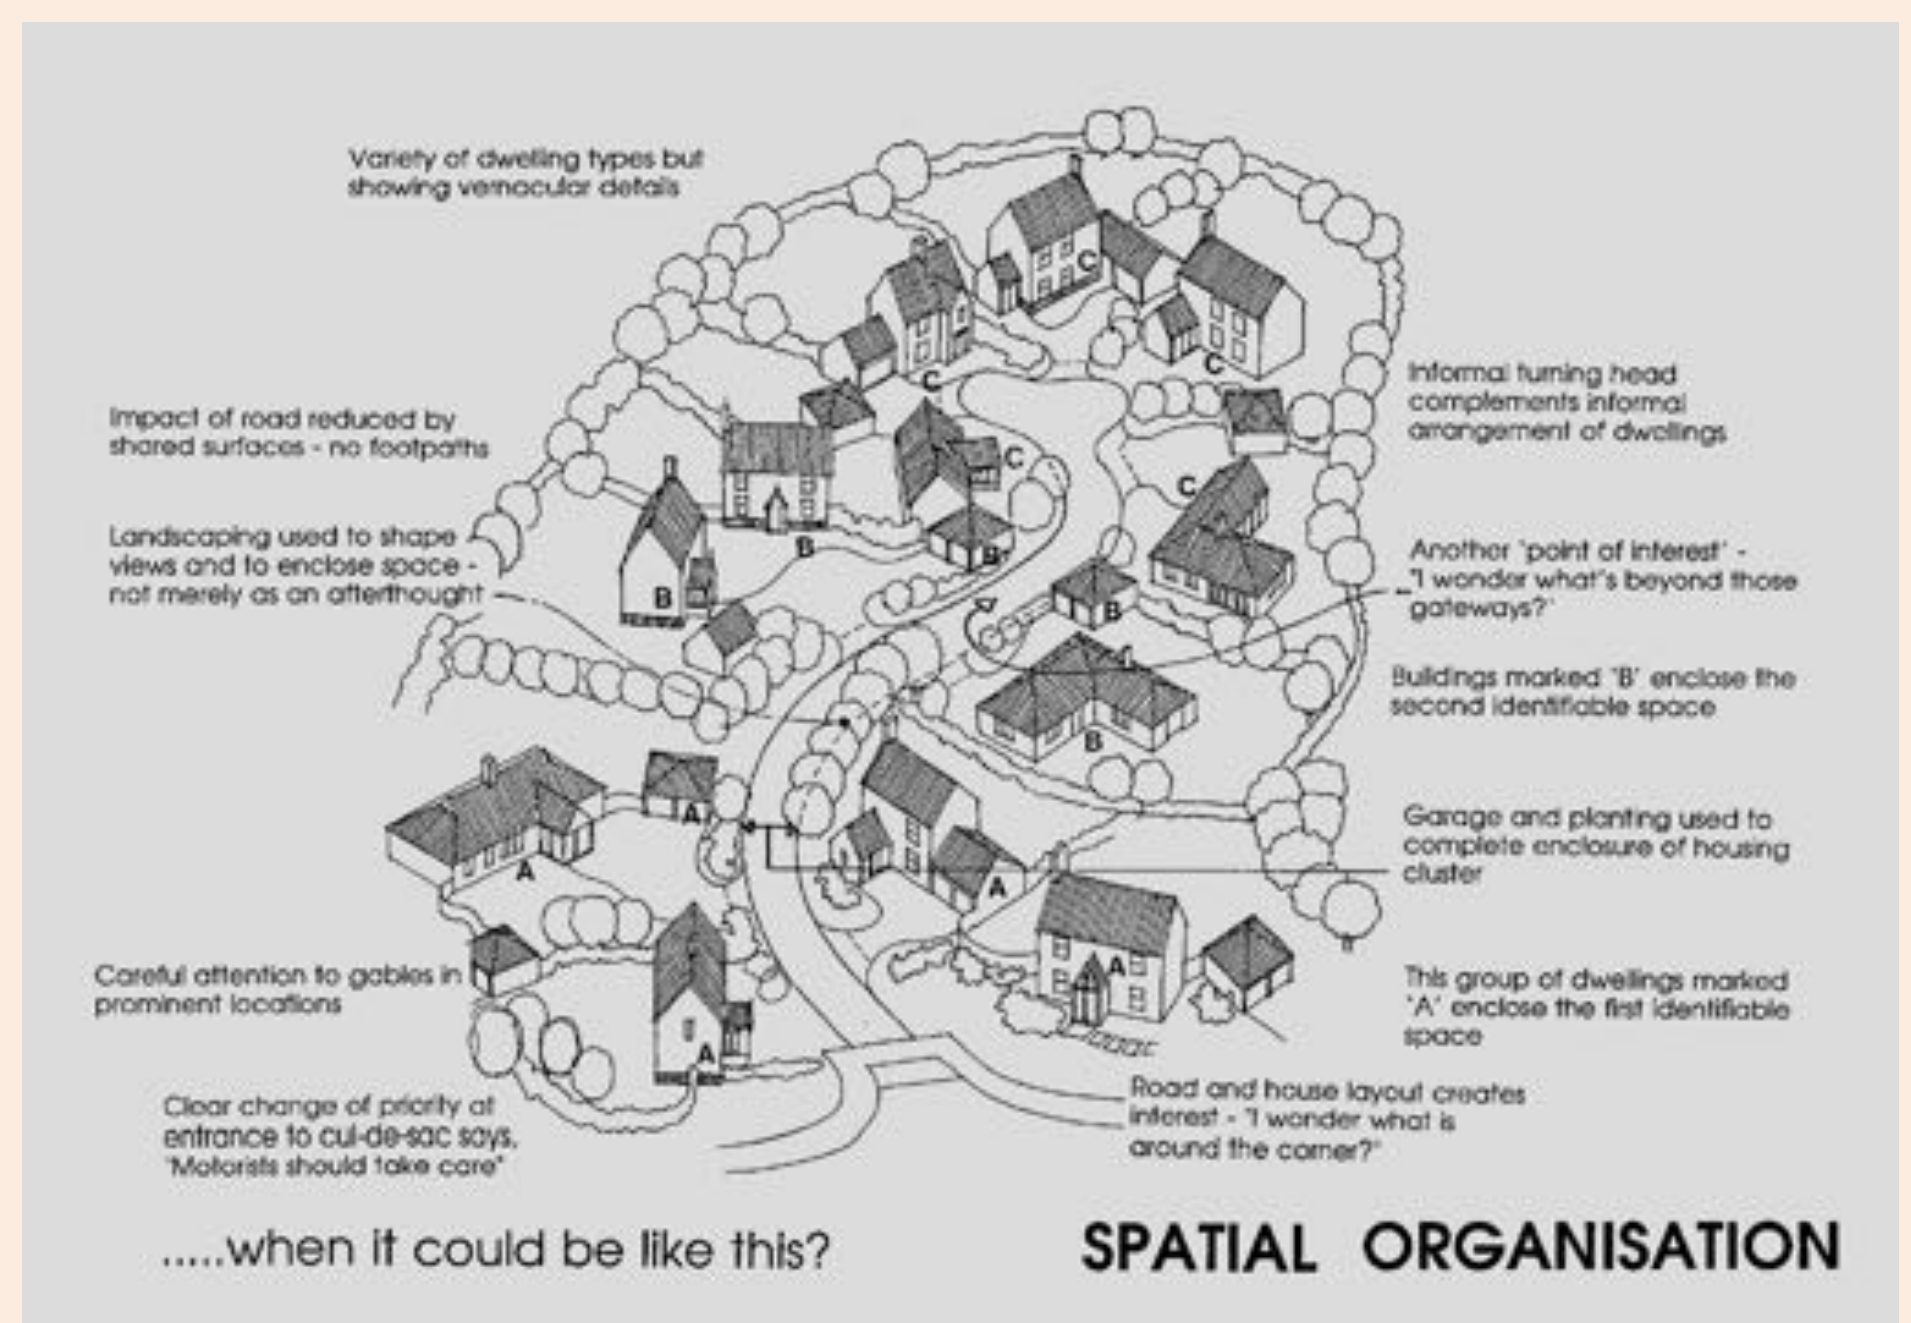 Variety of dwelling types but
showing vernacular details
Impact of road reduced by
shared surfaces - no footpaths
Landscaping used to shape
views and to enclose space -
not merely as an afterthought
Careful attention to gables in
prominent locations
Clear change of priority at
entrance to cul-de-sac says,
"Motorists should take care"
Informal turning head
complements informal
arrangement of dwellings
Another 'point of interest' -
"I wonder what's beyond those
gateways?"
Buildings marked 'B' enclose the
second identifiable space
Garage and planting used to
complete enclosure of housing
cluster
This group of dwellings marked
'A' enclose the first identifiable
space
Road and house layout creates
interest - "I wonder what is
around the corner?"
C
C
C
C
C
B
B
B
B
B
A
A
A
A
A
.....when it could be like this?
SPATIAL ORGANISATION